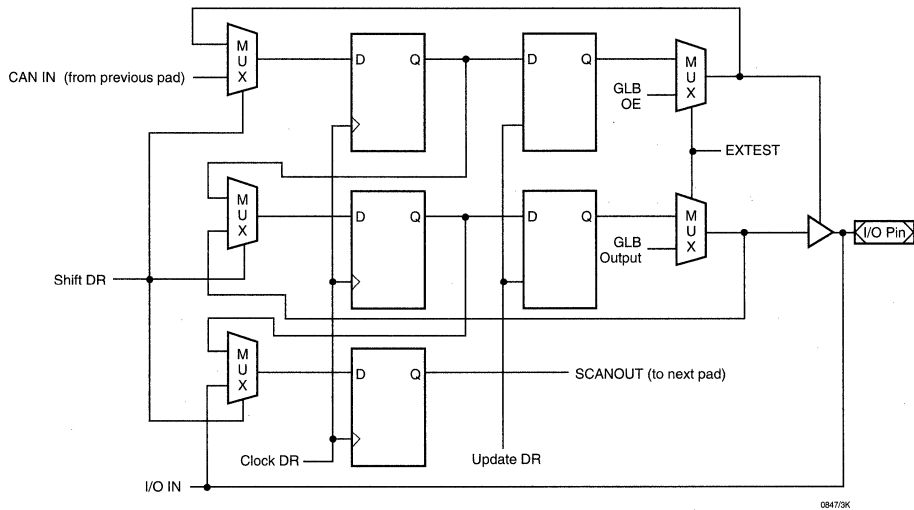 M
U
X
CAN IN (from previous pad)
D Q
D Q
M
U
X
GLB
OE
EXTEST
M
U
X
D Q
D Q
M
U
X
GLB
Output
I/O Pin
Shift DR
M
U
X
D Q
SCANOUT (to next pad)
Clock DR
Update DR
I/O IN
0847/3K